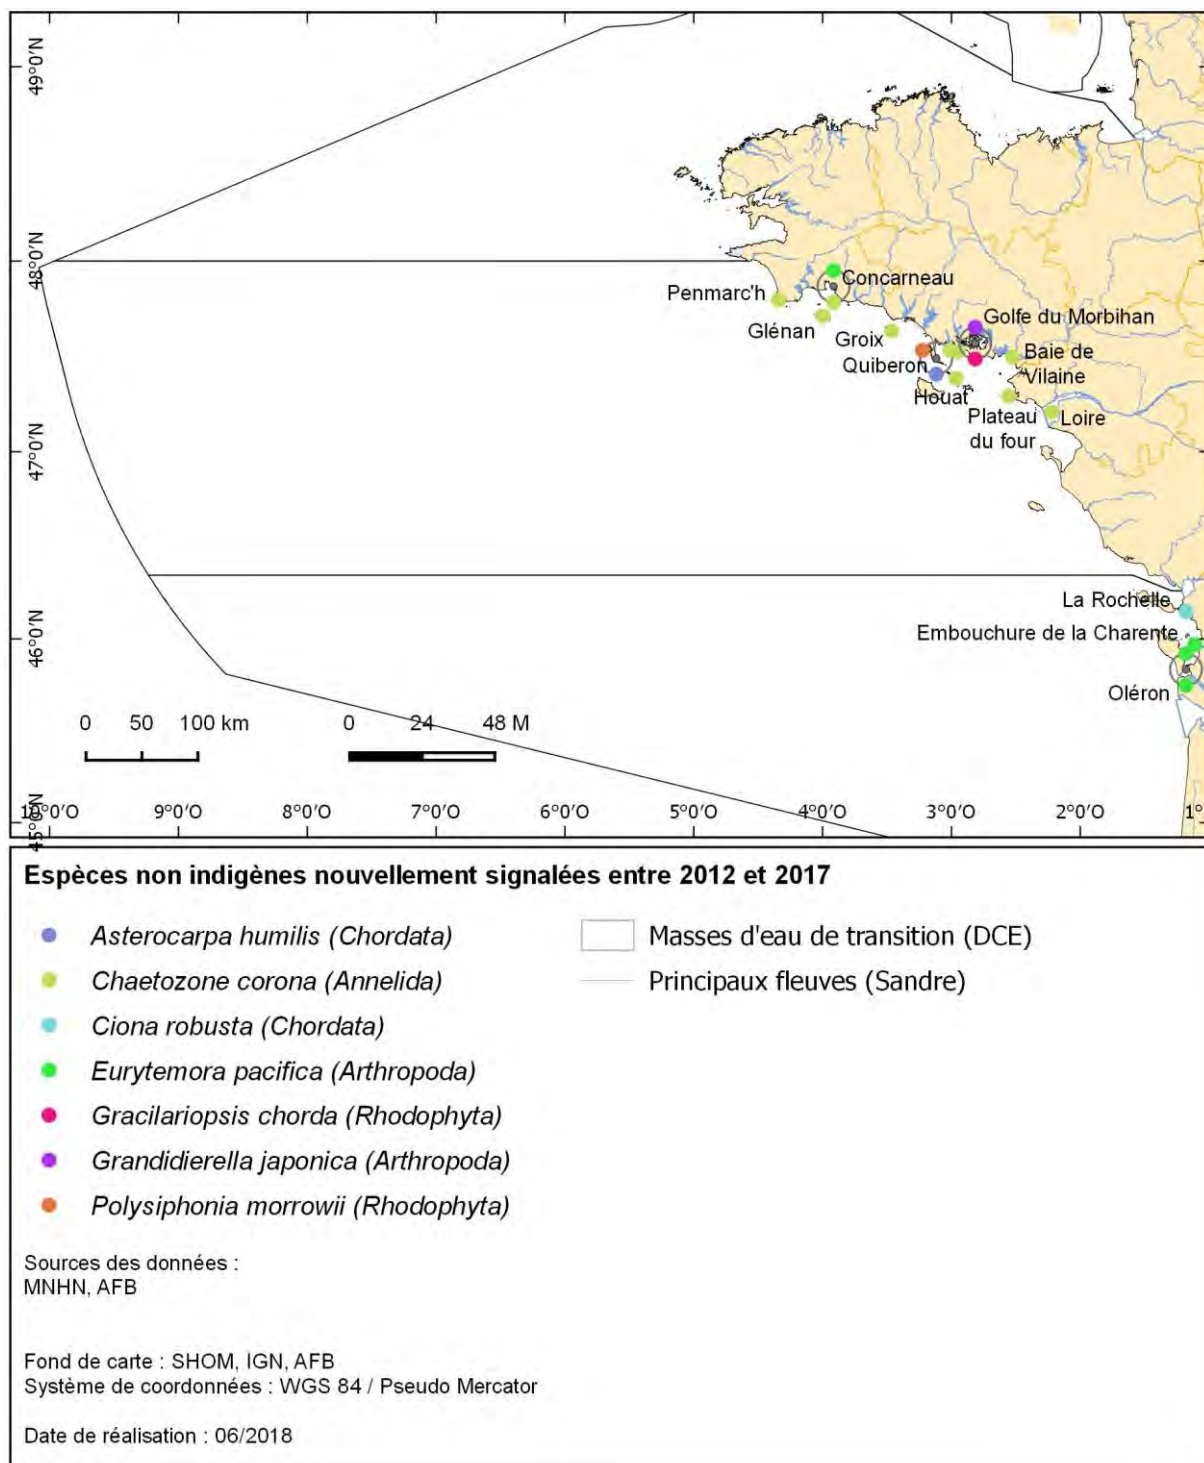 49°0'N
48°0'N
47°0'N
46°0'N
45°0'N
Concarneau
Penmarc'h
Glénan
Groix
Golfe du Morbihan
Quiberon
Baie de
Vilaine
Houat
Plateau
du four
Loire
La Rochelle
Embouchure de la Charente
Oléron
0 50 100 km
0 24 48 M
10°0'O 9°0'O 8°0'O 7°0'O 6°0'O 5°0'O 4°0'O 3°0'O 2°0'O 1°
Espèces non indigènes nouvellement signalées entre 2012 et 2017
Asterocarpa humilis (Chordata)
Chaetozone corona (Annelida)
Ciona robusta (Chordata)
Eurytemora pacifica (Arthropoda)
Gracilariopsis chorda (Rhodophyta)
Grandidierella japonica (Arthropoda)
Polysiphonia morrowii (Rhodophyta)
Masses d'eau de transition (DCE)
Principaux fleuves (Sandre)
Sources des données :
MNHN, AFB
Fond de carte : SHOM, IGN, AFB
Système de coordonnées : WGS 84 / Pseudo Mercator
Date de réalisation : 06/2018